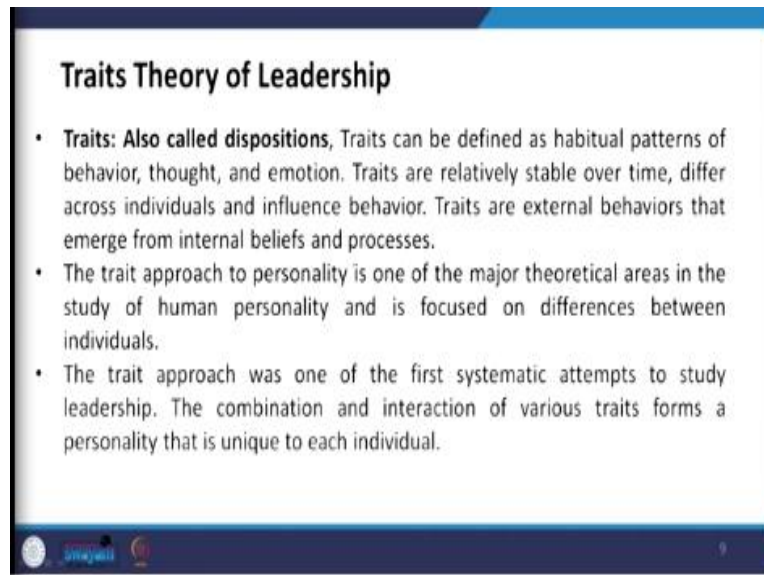 Traits Theory of Leadership
• Traits: Also called dispositions, Traits can be defined as habitual patterns of
behavior, thought, and emotion. Traits are relatively stable over time, differ
across individuals and influence behavior. Traits are external behaviors that
emerge from internal beliefs and processes.
• The trait approach to personality is one of the major theoretical areas in the
study of human personality and is focused on differences between
individuals.
• The trait approach was one of the first systematic attempts to study
leadership. The combination and interaction of various traits forms a
personality that is unique to each individual.
swayam
9